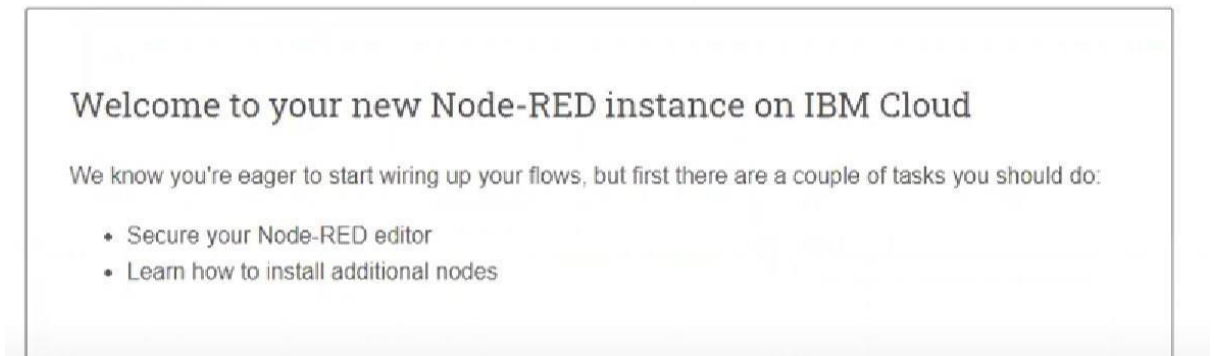 Welcome to your new Node-RED instance on IBM Cloud
We know you're eager to start wiring up your flows, but first there are a couple of tasks you should do:
• Secure your Node-RED editor
• Learn how to install additional nodes